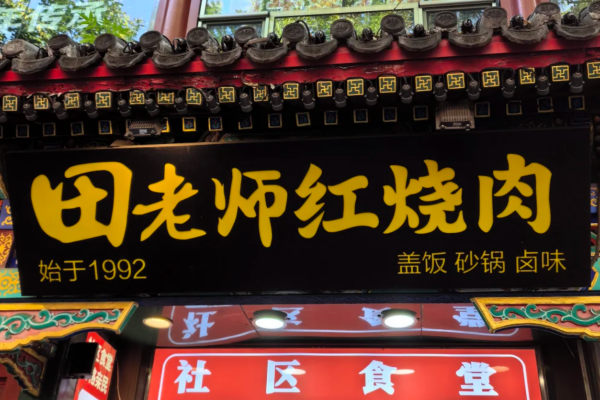 田老师红烧肉
始于1992
盖饭 砂锅 卤味
社区食堂